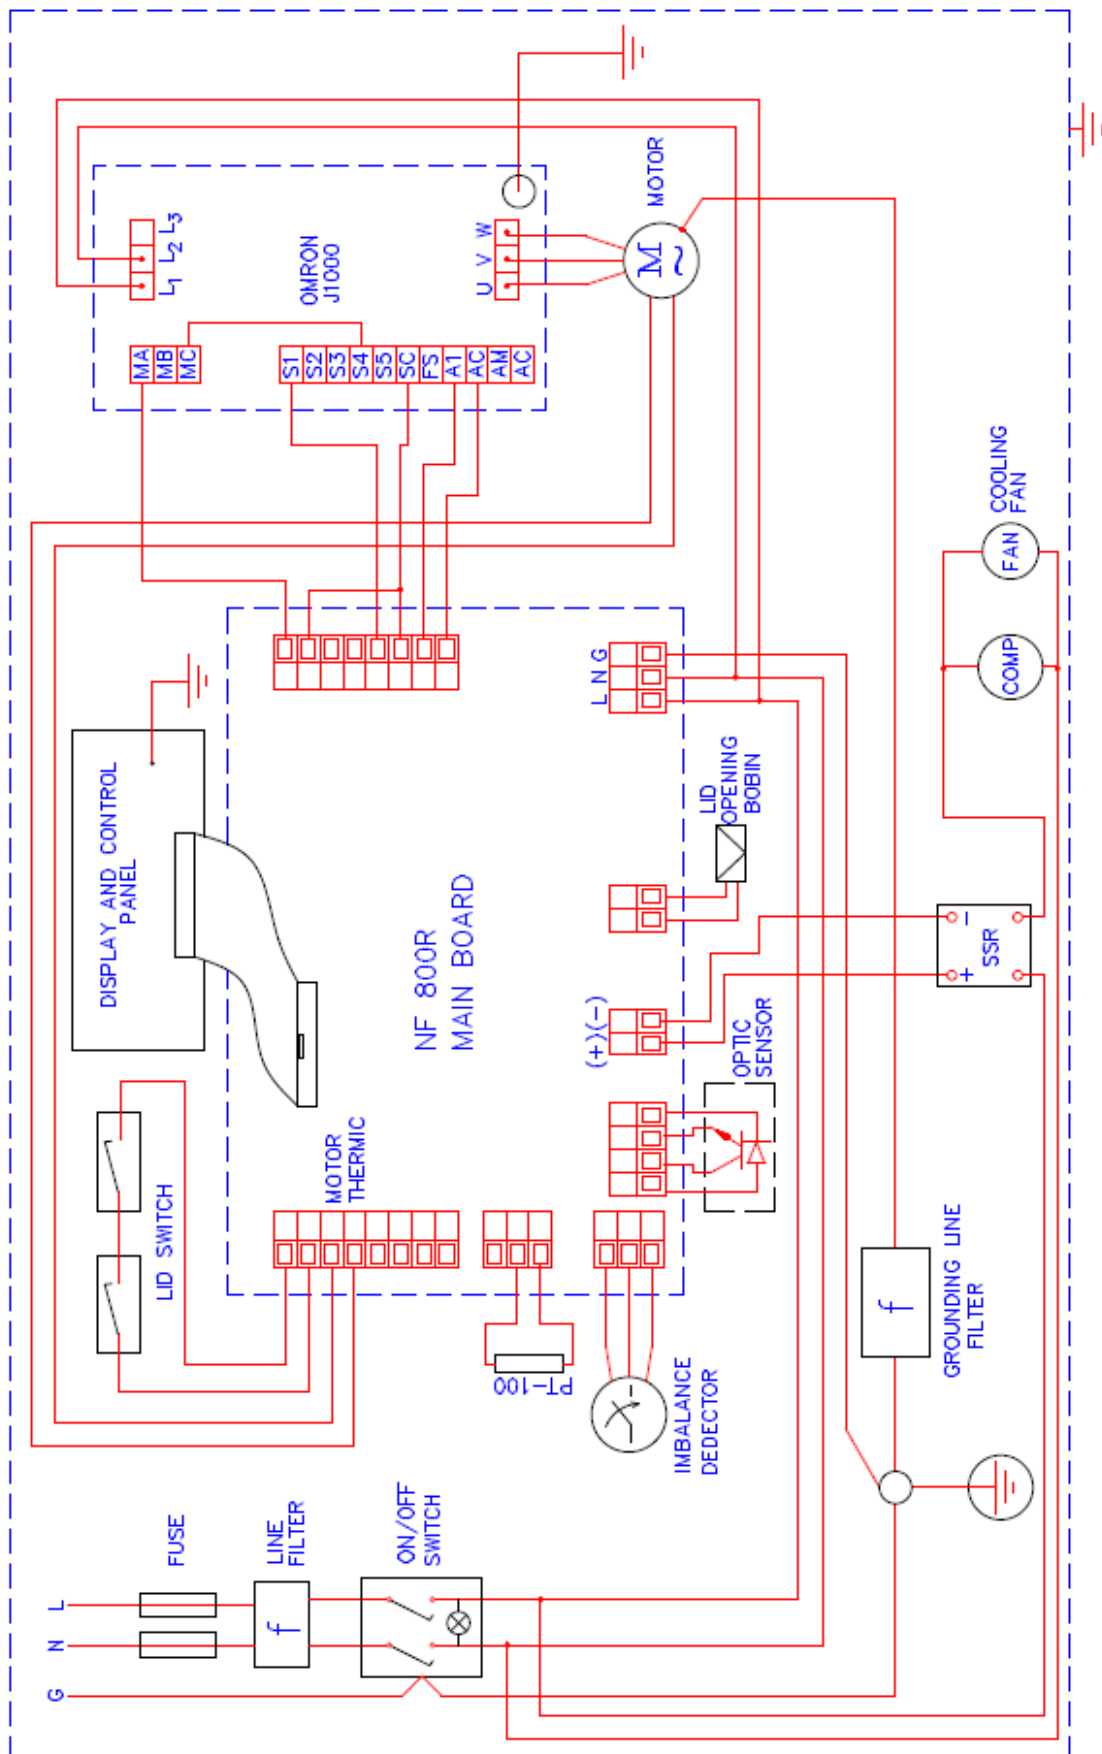 G
N
L
FUSE
f
LINE
FILTER
ON/OFF
SWITCH
LID SWITCH
DISPLAY AND CONTROL
PANEL
MOTOR
THERMIC
NF 800R
MAIN BOARD
PT-100
IMBALANCE
DEDECTOR
OPTIC
SENSOR
(+)(-)
LID
OPENING
BOBIN
L N G
MA
MB
MC
S1
S2
S3
S4
S5
SC
FS
A1
AC
AM
AC
L1 L2 L3
OMRON
J1000
U V W
M
~
MOTOR
f
GROUNDING LINE
FILTER
+ -
SSR
COMP
FAN
COOLING
FAN